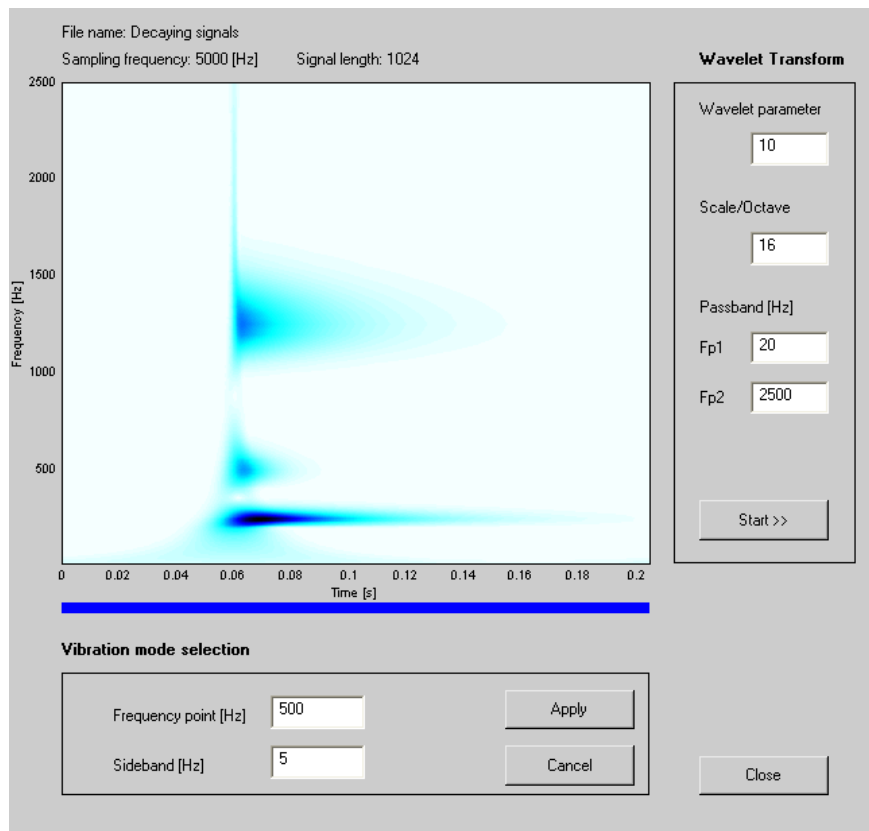 File name: Decaying signals
Sampling frequency: 5000 [Hz] Signal length: 1024
Wavelet Transform
2500
2000
1500
1000
500
Frequency [Hz]
0 0.02 0.04 0.06 0.08 0.1 0.12 0.14 0.16 0.18 0.2
Time [s]
Wavelet parameter
10
Scale/Octave
16
Passband [Hz]
Fp1 20
Fp2 2500
Start >>
Vibration mode selection
Frequency point [Hz] 500 Apply
Sideband [Hz] 5 Cancel
Close